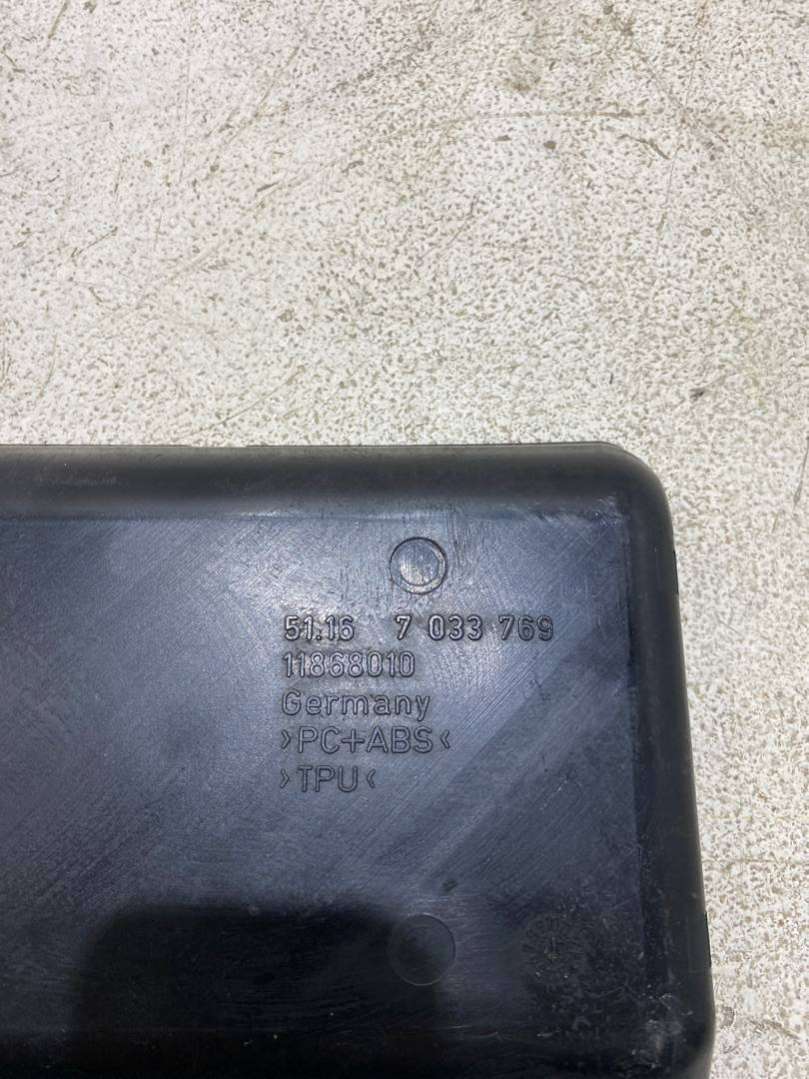 51.16 7 033 769
11868010
Germany
>PC+ABS<
>TPU<